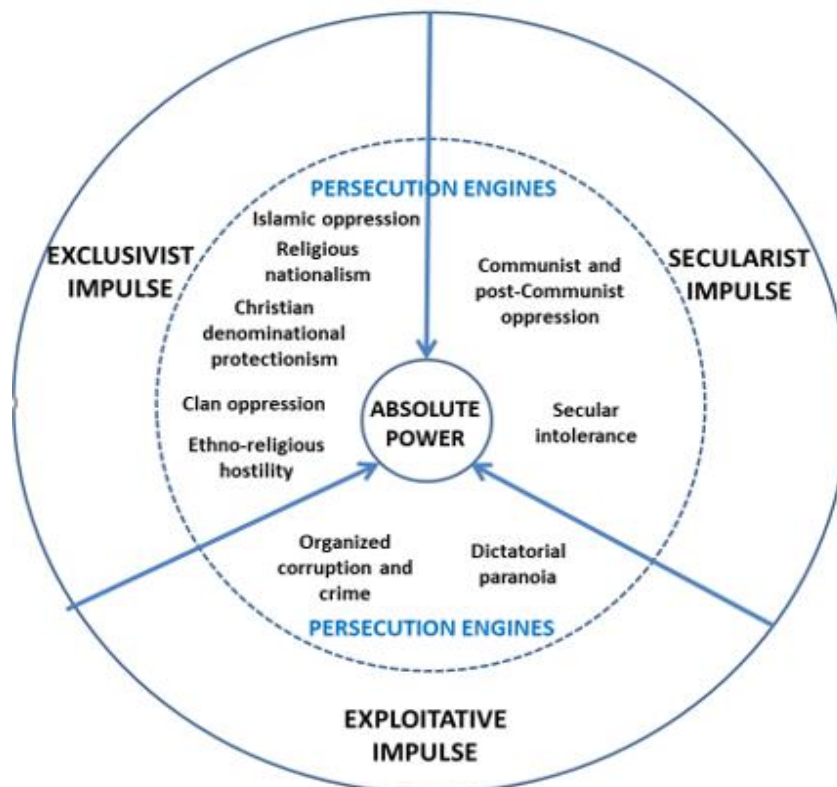 PERSECUTION ENGINES
Islamic oppression
Religious
nationalism
Christian
denominational
protectionism
Clan oppression
Ethno-religious
hostility
EXCLUSIVIST
IMPULSE
Communist and
post-Communist
oppression
Secular
intolerance
SECULARIST
IMPULSE
ABSOLUTE
POWER
Organized
corruption and
crime
Dictatorial
paranoia
PERSECUTION ENGINES
EXPLOITATIVE
IMPULSE